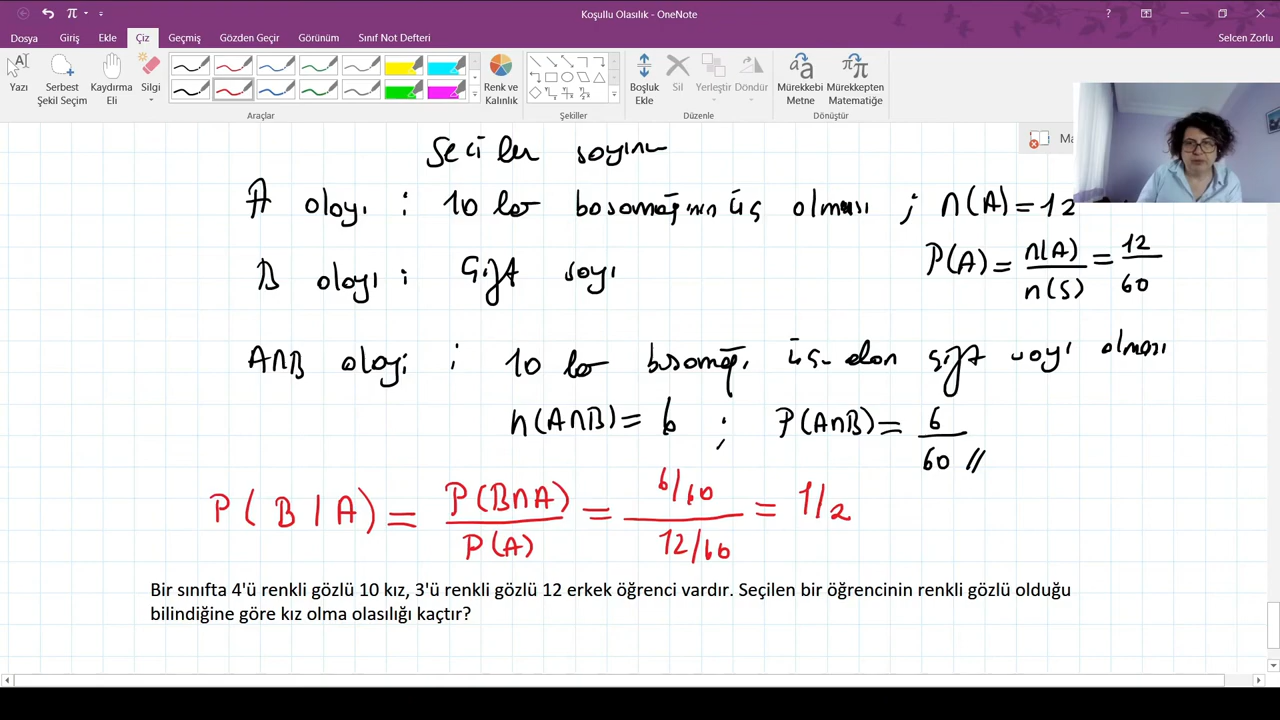 Koşullu Olasılık - OneNote
Dosya Giriş Ekle Çiz Geçmiş Gözden Geçir Görünüm Sınıf Not Defteri Selcen Zorlu
Yazı Serbest Şekil Seçim Kaydırma Eli Silgi Renk ve Kalınlık Boşluk Ekle Sil Yerleştir Döndür Mürekkebi Metne Mürekkepten Matematiğe
Araçlar Şekiller Düzenle Dönüştür
Seçilen sayının
Ma
A olayı : 10 lar basamağının üç olması ; n(A) = 12
P(A) = n(A)/n(S) = 12/60
B olayı : Çift sayı
A∩B olayı : 10 lar basamağı üç olan çift sayı olması
n(A∩B) = 6 ; P(A∩B) = 6/60 //
P(B|A) = P(B∩A)/P(A) = 6/60 / 12/60 = 1/2
Bir sınıfta 4'ü renkli gözlü 10 kız, 3'ü renkli gözlü 12 erkek öğrenci vardır. Seçilen bir öğrencinin renkli gözlü olduğu
bilindiğine göre kız olma olasılığı kaçtır?